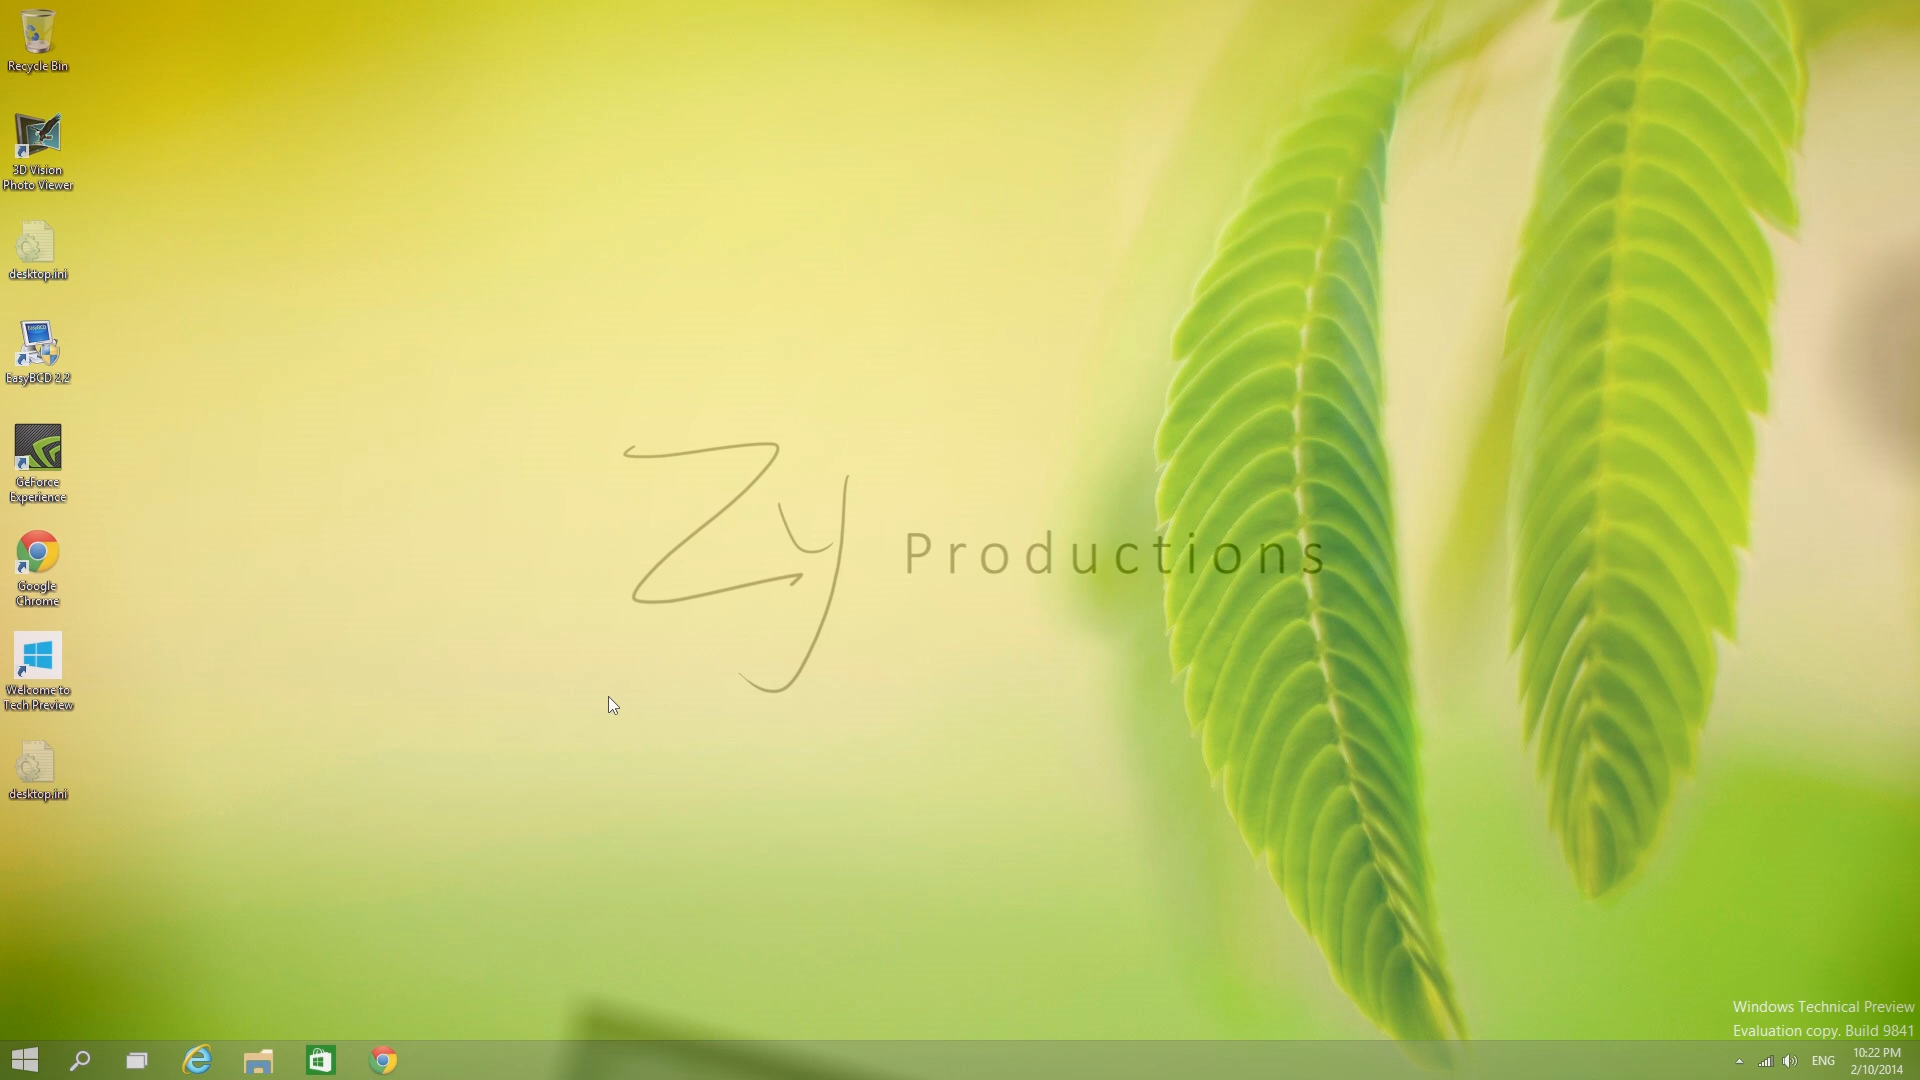 Recycle Bin
3D Vision
Photo Viewer
desktop.ini
EasyBCD 2.2
GeForce
Experience
Google
Chrome
Welcome to
Tech Preview
desktop.ini
Zy Productions
Windows Technical Preview
Evaluation copy. Build 9841
ENG
10:22 PM
2/10/2014